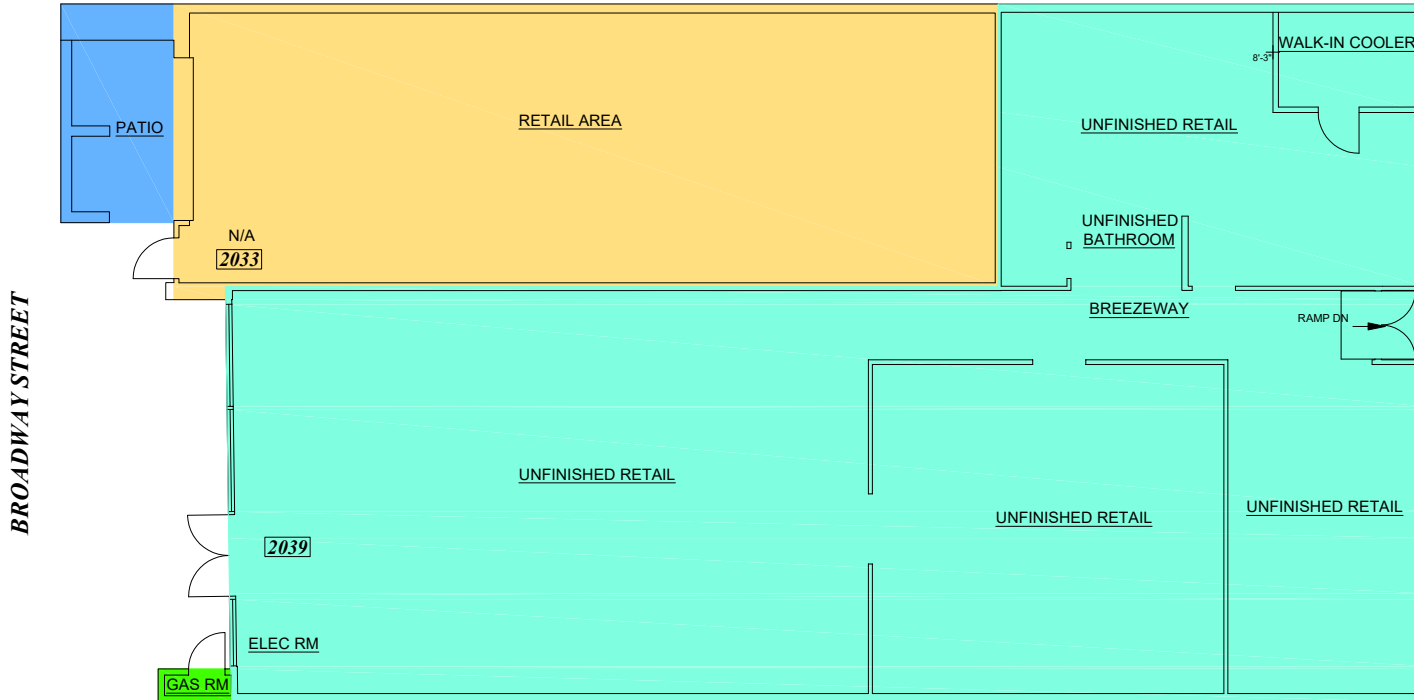 WALK-IN COOLER
8'-3"
PATIO
RETAIL AREA
UNFINISHED RETAIL
UNFINISHED
BATHROOM
N/A
2033
BREEZEWAY
RAMP DN
BROADWAY STREET
UNFINISHED RETAIL
UNFINISHED RETAIL
UNFINISHED RETAIL
2039
ELEC RM
GAS RM